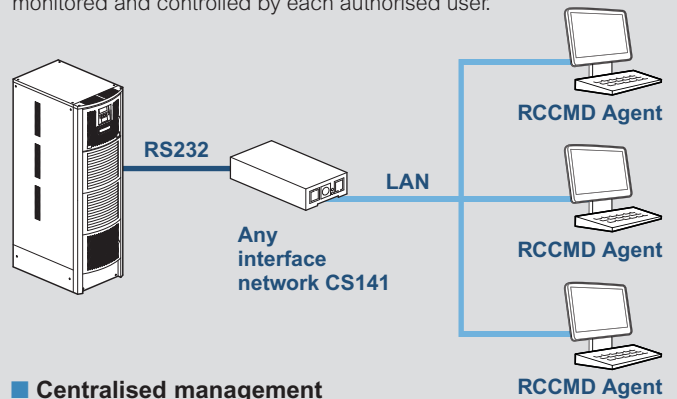 monitored and controlled by each authorised user.
RCCMD Agent
RS232
LAN
Any
interface
network CS141
RCCMD Agent
RCCMD Agent
Centralised management